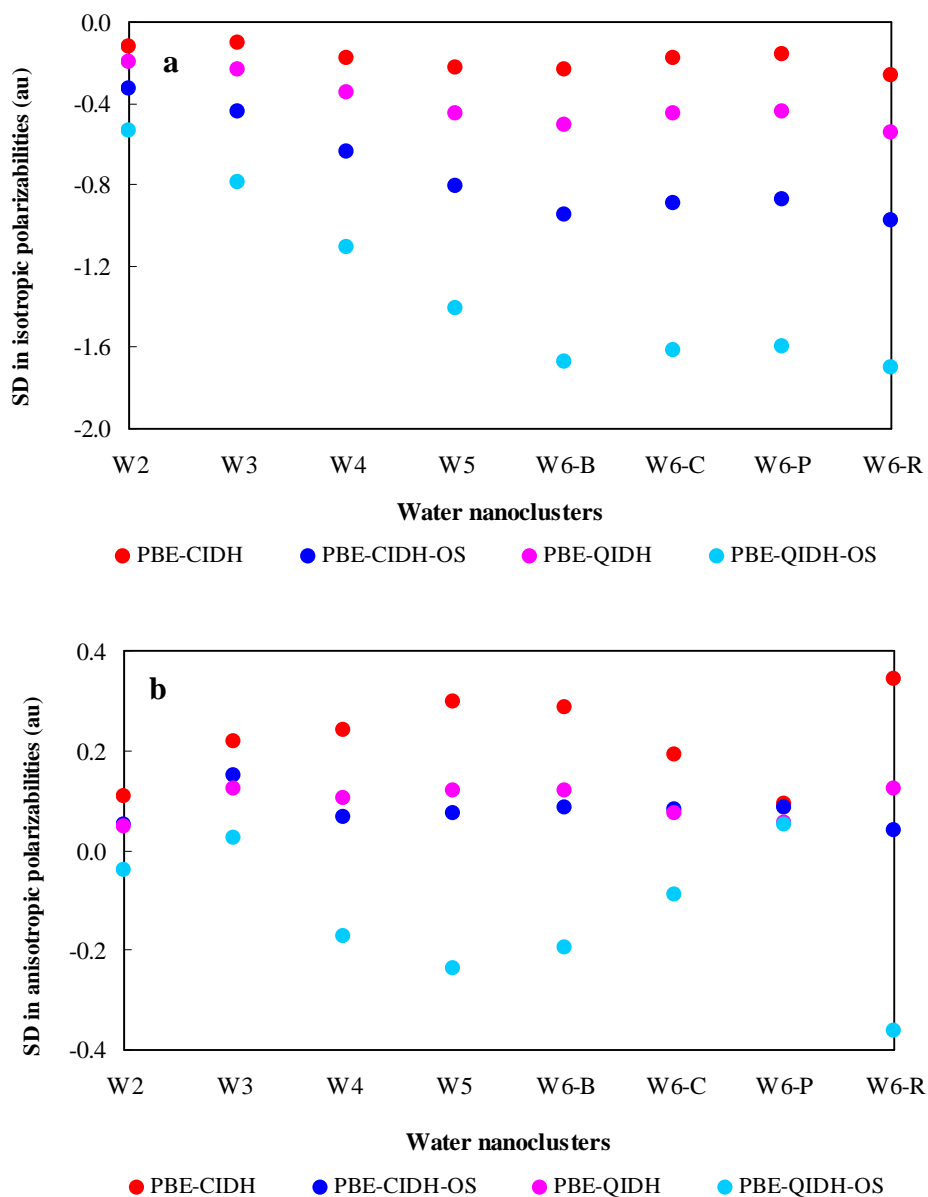 0.0
a
-0.4
-0.8
-1.2
-1.6
-2.0
SD in isotropic polarizabilities (au)
W2 W3 W4 W5 W6-B W6-C W6-P W6-R
Water nanoclusters
PBE-CIDH PBE-CIDH-OS PBE-QIDH PBE-QIDH-OS
0.4
b
0.2
0.0
-0.2
-0.4
SD in anisotropic polarizabilities (au)
W2 W3 W4 W5 W6-B W6-C W6-P W6-R
Water nanoclusters
PBE-CIDH PBE-CIDH-OS PBE-QIDH PBE-QIDH-OS